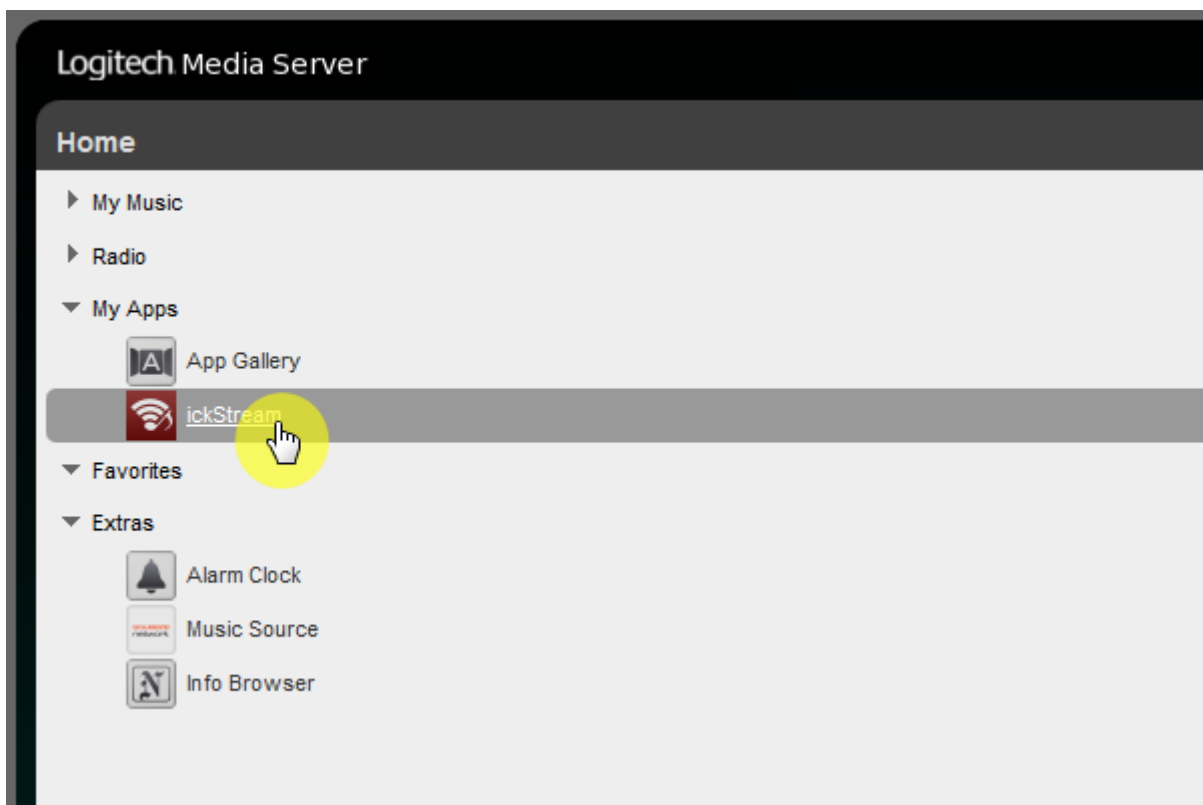 Logitech Media Server
Home
My Music
Radio
My Apps
A
App Gallery
ickStream
Favorites
Extras
Alarm Clock
Music Source
N
Info Browser